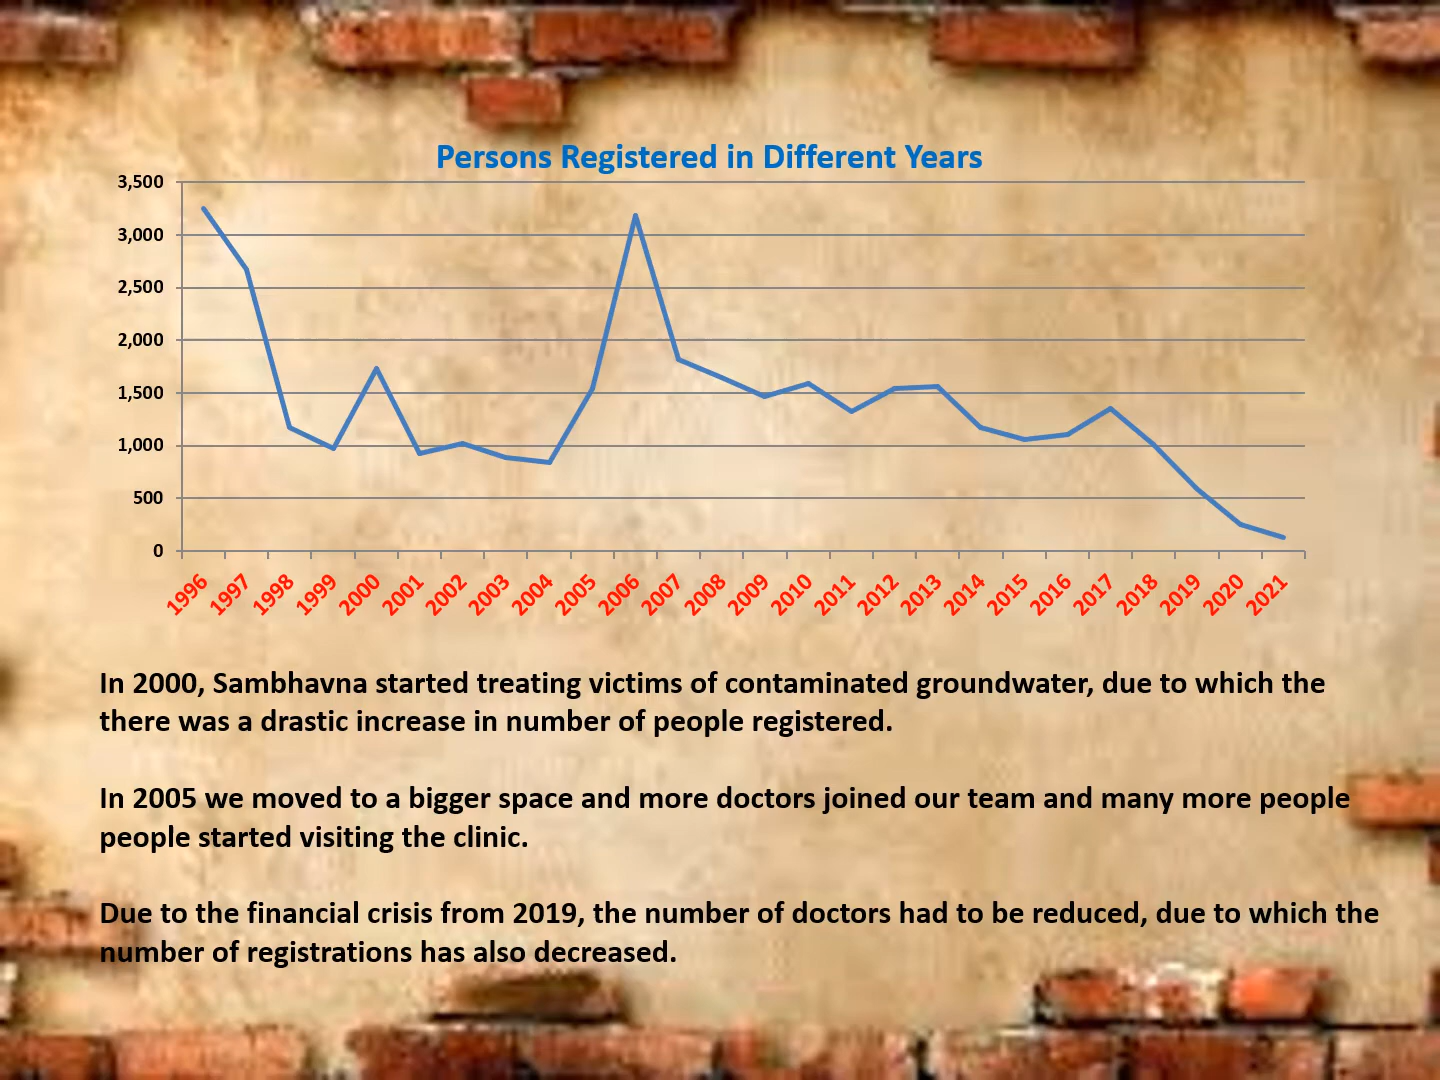 Persons Registered in Different Years
3,500
3,000
2,500
2,000
1,500
1,000
500
0
1996 1997 1998 1999 2000 2001 2002 2003 2004 2005 2006 2007 2008 2009 2010 2011 2012 2013 2014 2015 2016 2017 2018 2019 2020 2021
In 2000, Sambhavna started treating victims of contaminated groundwater, due to which the
there was a drastic increase in number of people registered.
In 2005 we moved to a bigger space and more doctors joined our team and many more people
people started visiting the clinic.
Due to the financial crisis from 2019, the number of doctors had to be reduced, due to which the
number of registrations has also decreased.